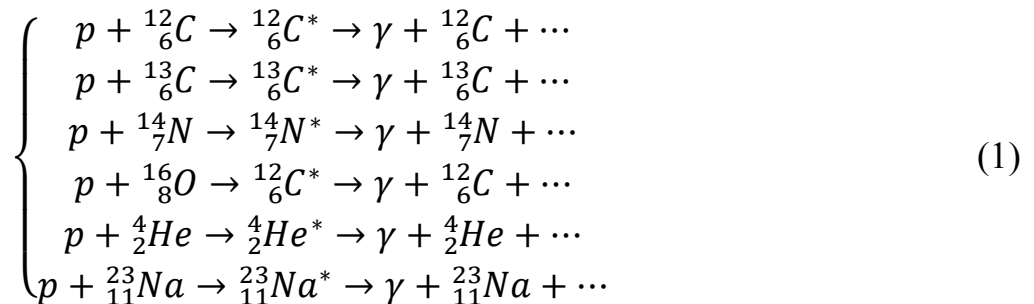 𝑝 + ¹²₆𝐶 → ¹²₆𝐶* → 𝛾 + ¹²₆𝐶 + ⋯
𝑝 + ¹³₆𝐶 → ¹³₆𝐶* → 𝛾 + ¹³₆𝐶 + ⋯
𝑝 + ¹⁴₇𝑁 → ¹⁴₇𝑁* → 𝛾 + ¹⁴₇𝑁 + ⋯
𝑝 + ¹⁶₈𝑂 → ¹²₆𝐶* → 𝛾 + ¹²₆𝐶 + ⋯
𝑝 + ⁴₂𝐻𝑒 → ⁴₂𝐻𝑒* → 𝛾 + ⁴₂𝐻𝑒 + ⋯
𝑝 + ²³₁₁𝑁𝑎 → ²³₁₁𝑁𝑎* → 𝛾 + ²³₁₁𝑁𝑎 + ⋯
(1)